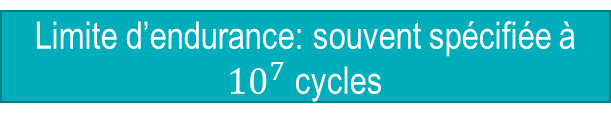 Limite d’endurance: souvent spécifiée à
10⁷ cycles